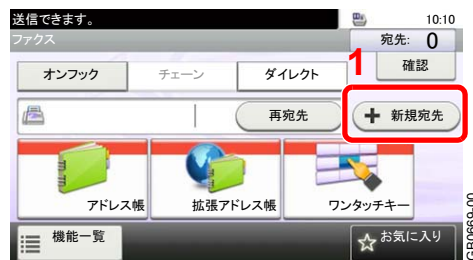 送信できます。 10:10
ファクス 宛先: 0
オンフック チェーン ダイレクト 1 確認
再宛先 + 新規宛先
アドレス帳 拡張アドレス帳 ワンタッチキー
機能一覧 お気に入り
GB0669-00